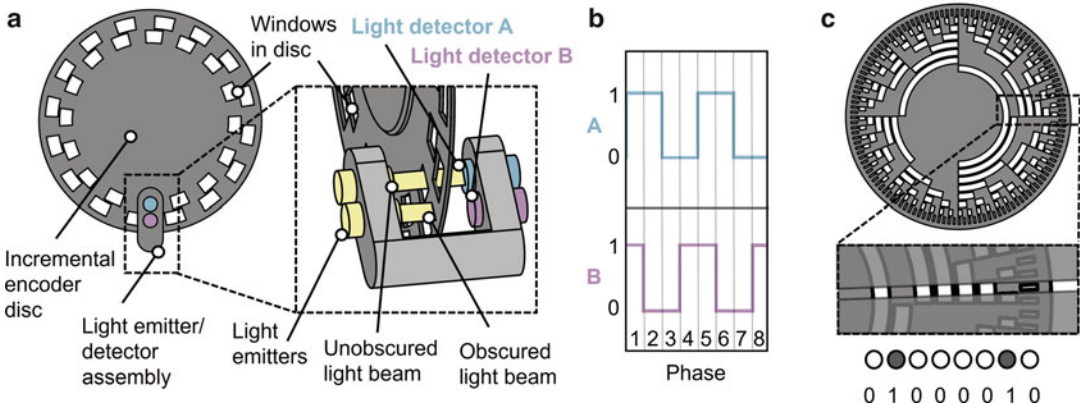 a
Windows
in disc
Light detector A
Light detector B
Incremental
encoder
disc
Light emitter/
detector
assembly
Light
emitters
Unobscured
light beam
Obscured
light beam
b
1
A
0
1
B
0
1 2 3 4 5 6 7 8
Phase
c
0 1 0 0 0 0 1 0